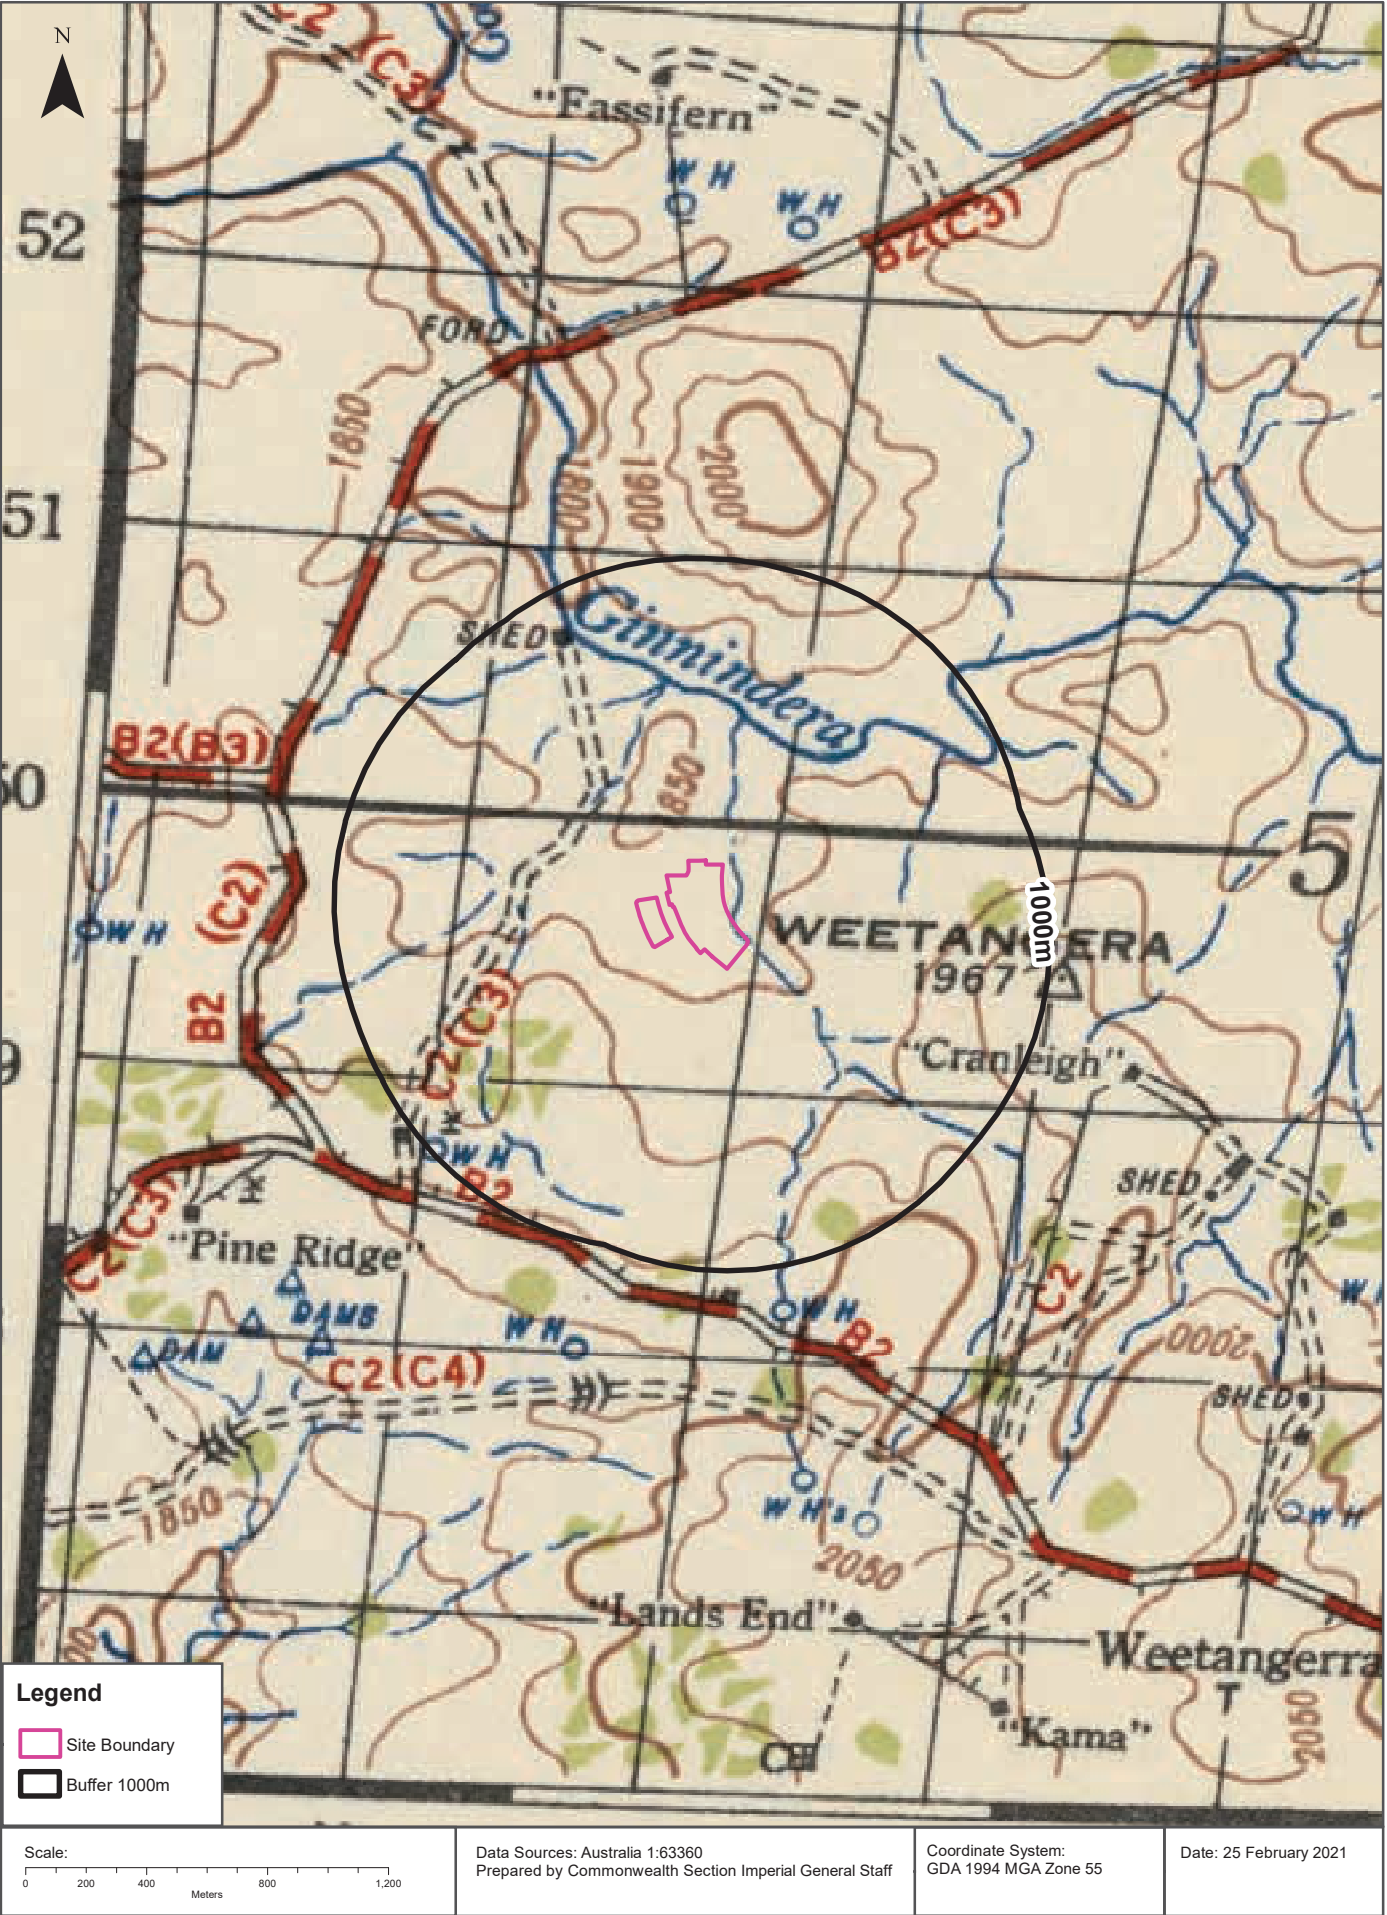 N
C2 (C3)
"Fassifern"
W H
W H
52
B2(C3)
FORD
1850
1800
1900
2000
51
SHED
Ginnindera
B2(B3)
850
5
(C2)
W H
WEETANGERA
1967
1000m
B2
C2(C3)
"Cranleigh"
9
W H
B2
SHED
"Pine Ridge"
C2(C3)
C2
DAMS
DAM
W H
W H
B2
2000
C2(C4)
SHED
1850
W H's
W H
2050
"Lands End"
Weetangerra
T
"Kama"
2050
CH
Legend
Site Boundary
Buffer 1000m
Scale:
0 200 400 800 1,200
Meters
Data Sources: Australia 1:63360
Prepared by Commonwealth Section Imperial General Staff
Coordinate System:
GDA 1994 MGA Zone 55
Date: 25 February 2021